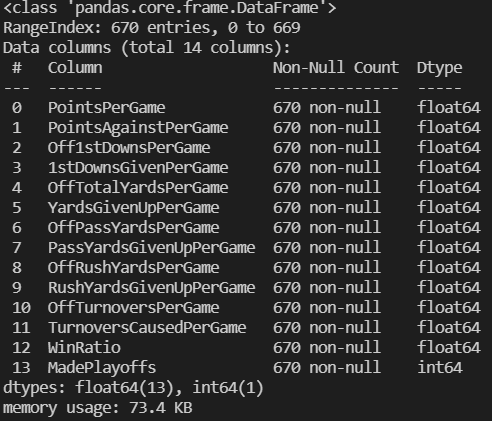 <class 'pandas.core.frame.DataFrame'>
RangeIndex: 670 entries, 0 to 669
Data columns (total 14 columns):
 #   Column                    Non-Null Count  Dtype
---  ------                    --------------  -----
 0   PointsPerGame             670 non-null    float64
 1   PointsAgainstPerGame      670 non-null    float64
 2   Off1stDownsPerGame        670 non-null    float64
 3   1stDownsGivenPerGame      670 non-null    float64
 4   OffTotalYardsPerGame      670 non-null    float64
 5   YardsGivenUpPerGame       670 non-null    float64
 6   OffPassYardsPerGame       670 non-null    float64
 7   PassYardsGivenUpPerGame   670 non-null    float64
 8   OffRushYardsPerGame       670 non-null    float64
 9   RushYardsGivenUpPerGame   670 non-null    float64
 10  OffTurnoversPerGame       670 non-null    float64
 11  TurnoversCausedPerGame    670 non-null    float64
 12  WinRatio                  670 non-null    float64
 13  MadePlayoffs              670 non-null    int64
dtypes: float64(13), int64(1)
memory usage: 73.4 KB